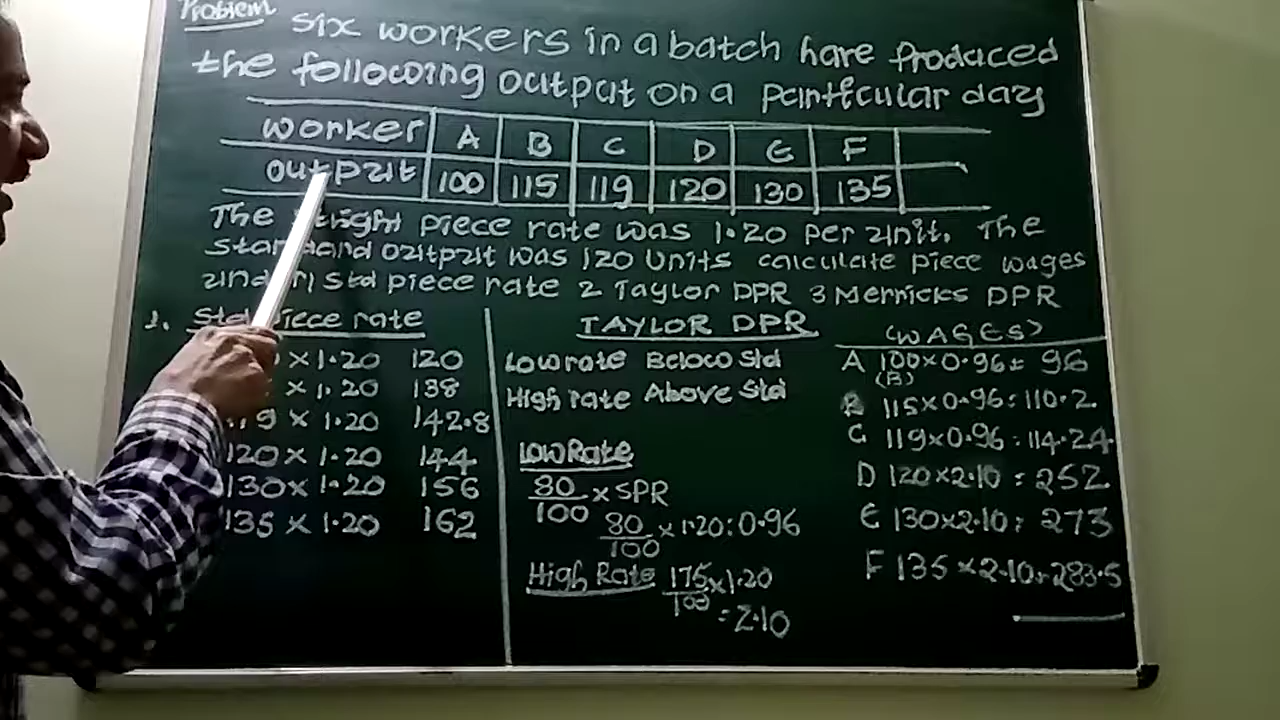 Problem
Six workers in a batch have Produced
the following output on a particular day
worker A B C D E F
output 100 115 119 120 130 135
The piece rate was 1.20 per unit. The
output was 120 units calculate piece wages
1, Std piece rate 2 Taylor DPR 3 Merricks DPR
1. Std piece rate
× 1.20 120
× 1.20 138
× 1.20 142.8
120 × 1.20 144
130 × 1.20 156
135 × 1.20 162
TAYLOR DPR
Low rate Below Std
High rate Above Std
Low Rate
80/100 × SPR
80/100 × 1.20 : 0.96
High Rate 175/100 × 1.20
= 2.10
(WAGES)
A 100×0.96 = 96
(B)
B 115×0.96 : 110.2
C 119×0.96 : 114.24
D 120×2.10 = 252
E 130×2.10 = 273
F 135×2.10 = 283.5